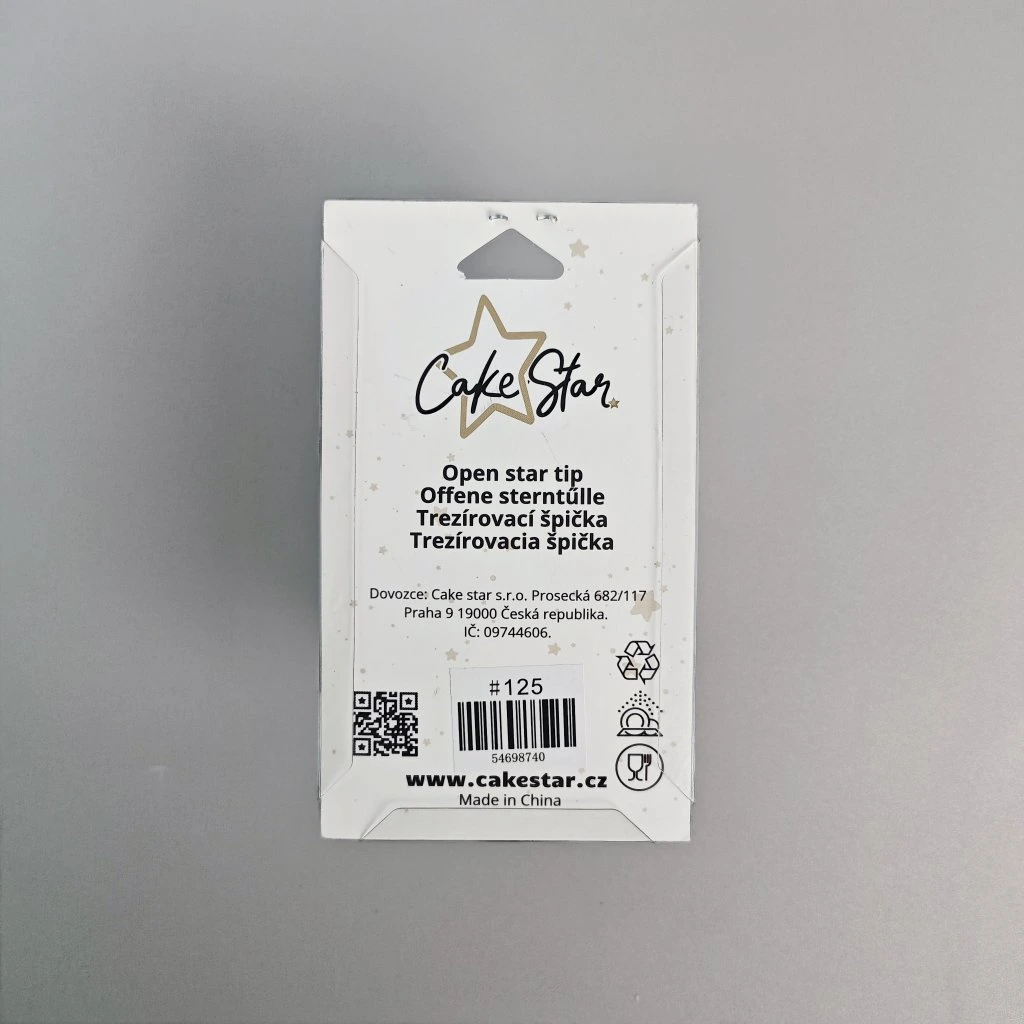 Cake Star
Open star tip
Offene sterntűlle
Trezírovací špička
Trezírovacia špička
Dovozce: Cake star s.r.o. Prosecká 682/117
Praha 9 19000 Česká republika.
IČ: 09744606.
#125
54698740
www.cakestar.cz
Made in China